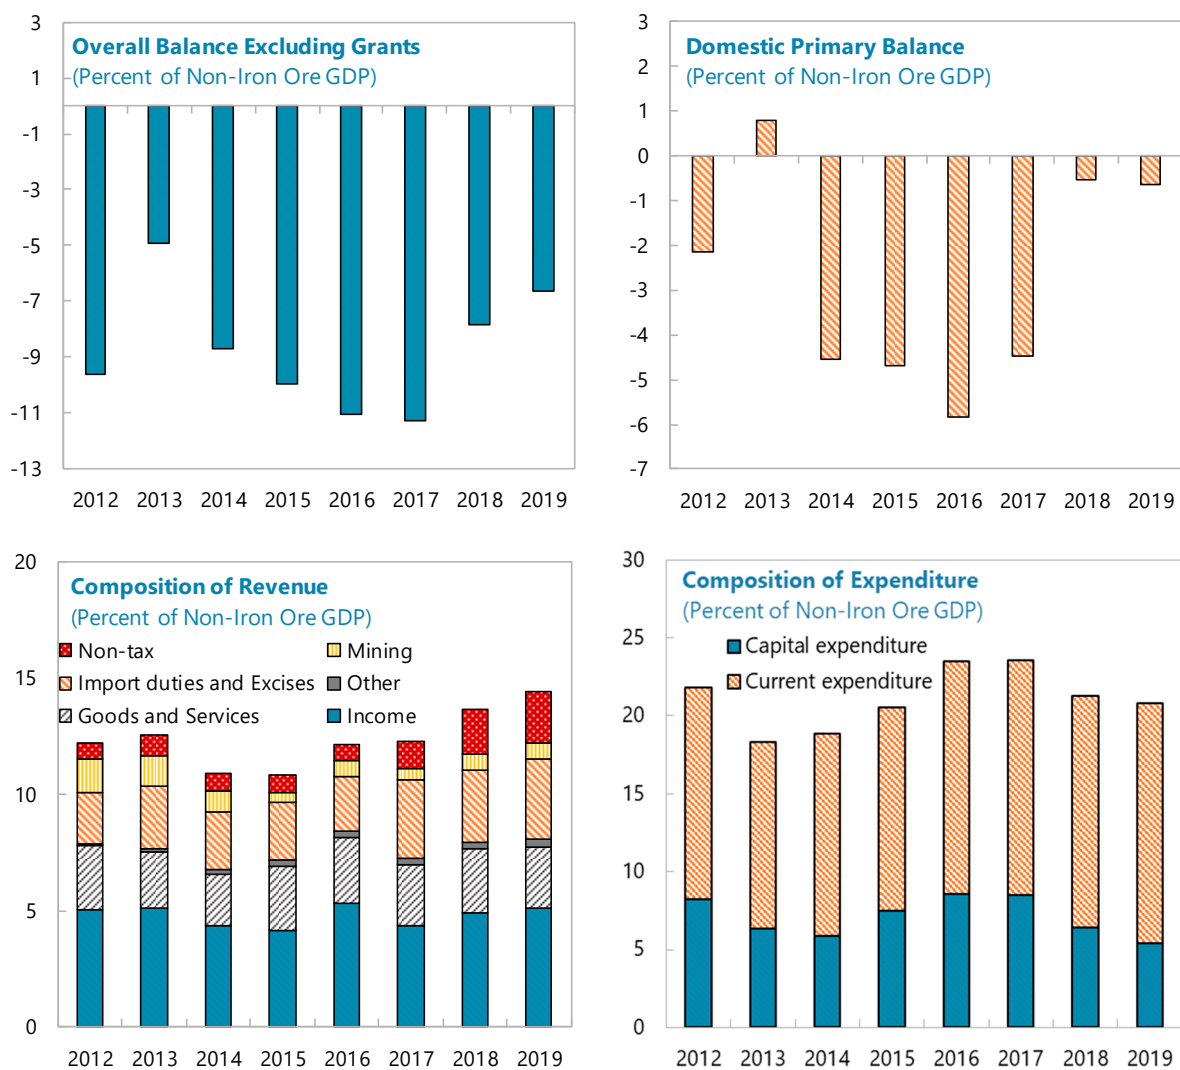 Overall Balance Excluding Grants
(Percent of Non-Iron Ore GDP)
3
1
-1
-3
-5
-7
-9
-11
-13
2012 2013 2014 2015 2016 2017 2018 2019
Domestic Primary Balance
(Percent of Non-Iron Ore GDP)
3
2
1
0
-1
-2
-3
-4
-5
-6
-7
2012 2013 2014 2015 2016 2017 2018 2019
Composition of Revenue
(Percent of Non-Iron Ore GDP)
Non-tax Mining
Import duties and Excises Other
Goods and Services Income
20
15
10
5
0
2012 2013 2014 2015 2016 2017 2018 2019
Composition of Expenditure
(Percent of Non-Iron Ore GDP)
Capital expenditure
Current expenditure
30
25
20
15
10
5
0
2012 2013 2014 2015 2016 2017 2018 2019